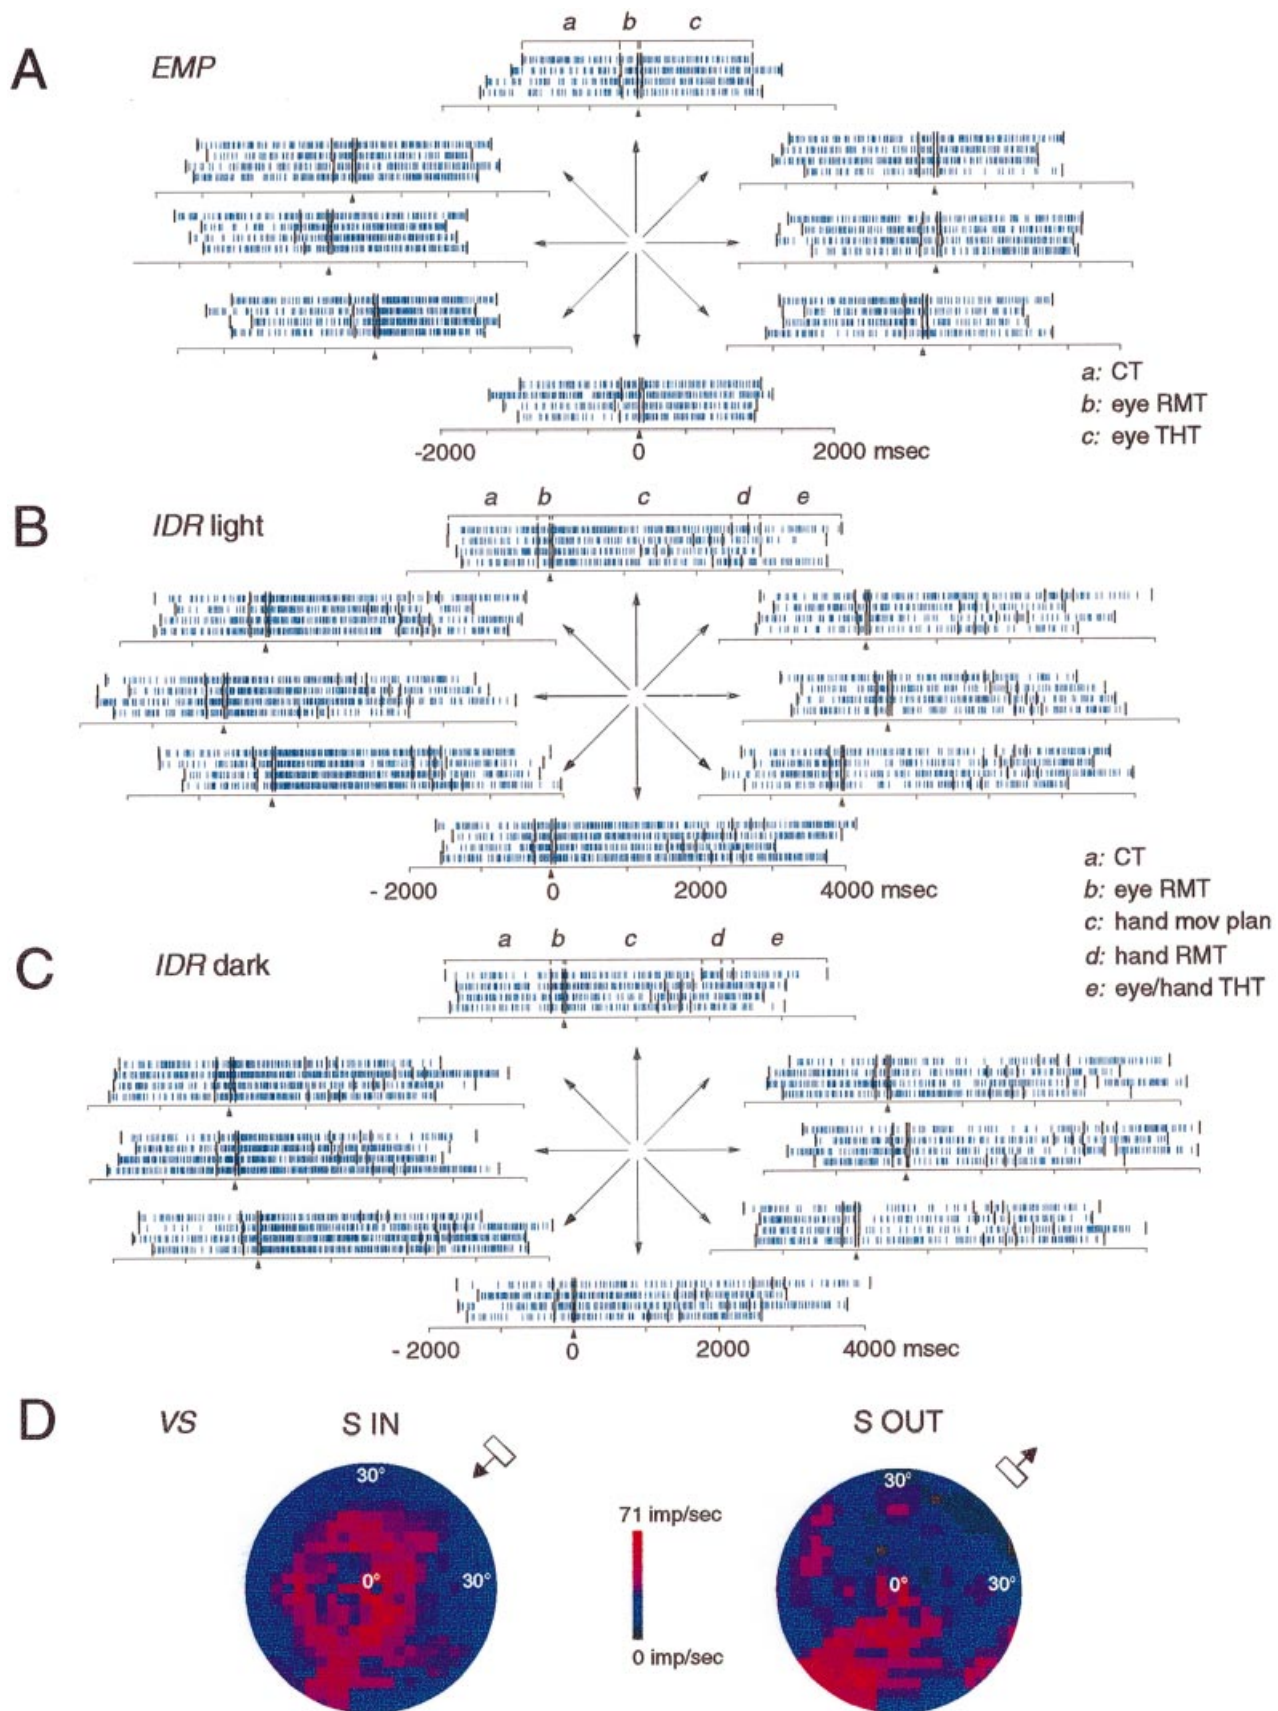 a b c
A EMP
a: CT
b: eye RMT
c: eye THT
-2000 0 2000 msec
a b c d e
B IDR light
- 2000 0 2000 4000 msec
a: CT
b: eye RMT
c: hand mov plan
d: hand RMT
e: eye/hand THT
a b c d e
C IDR dark
- 2000 0 2000 4000 msec
D VS S IN S OUT
30° 30°
71 imp/sec
0° 30° 0° 30°
0 imp/sec